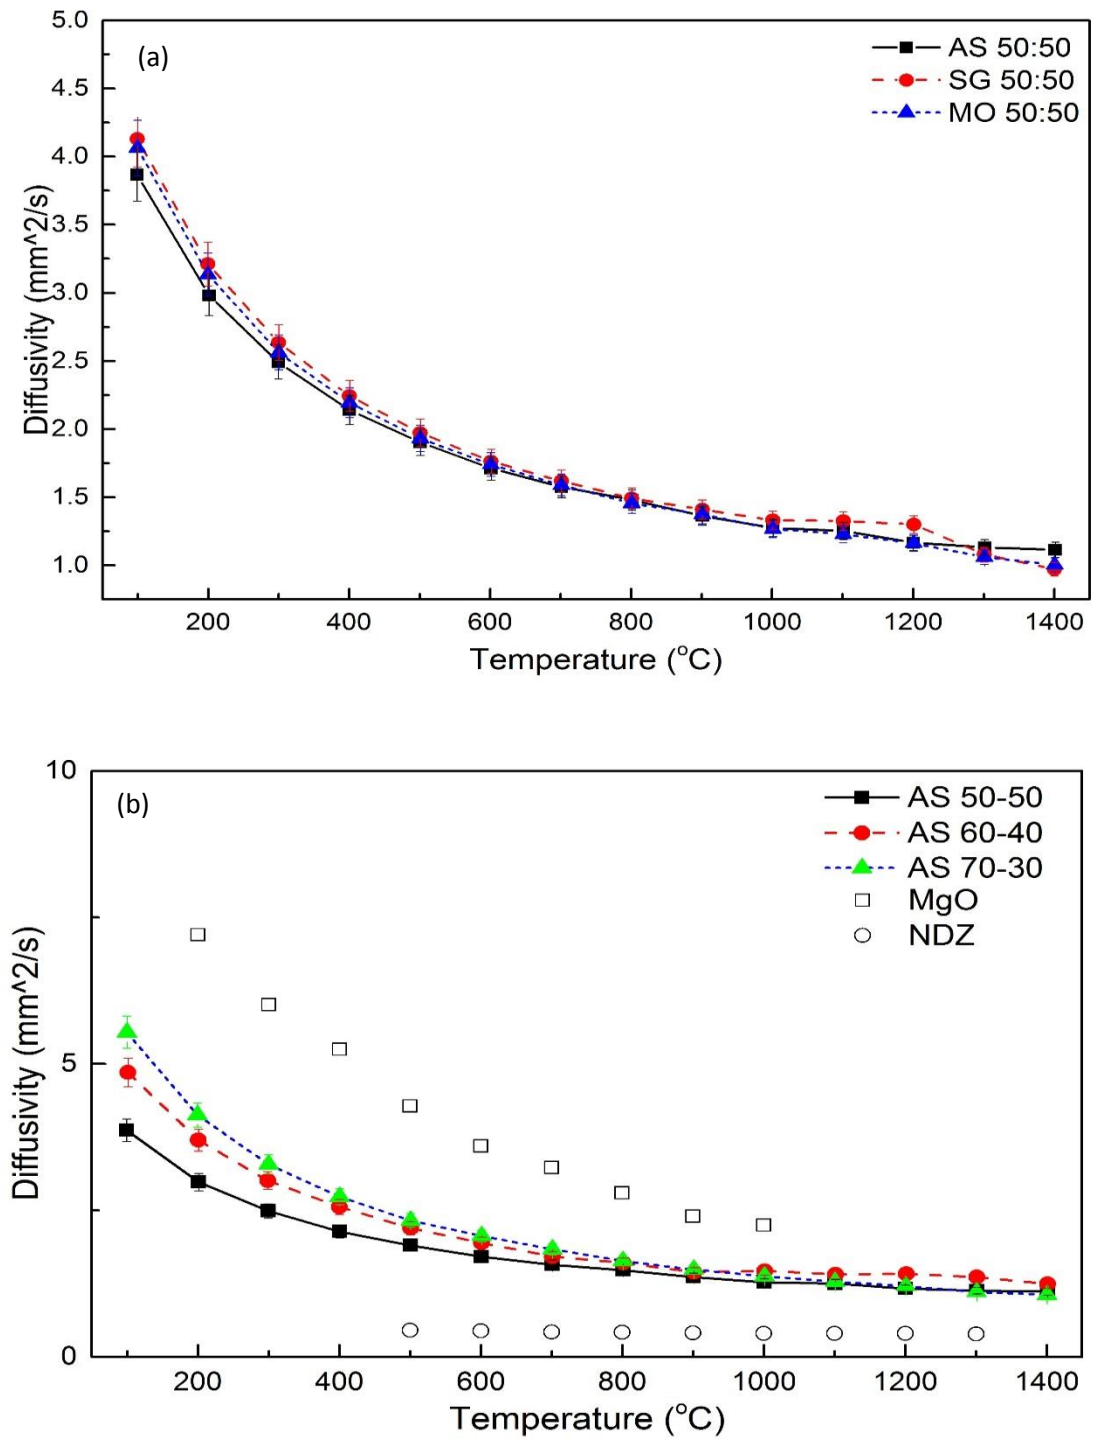 (a)
AS 50:50
SG 50:50
MO 50:50
5.0
4.5
4.0
3.5
3.0
2.5
2.0
1.5
1.0
Diffusivity (mm^2/s)
200 400 600 800 1000 1200 1400
Temperature (°C)
(b)
AS 50-50
AS 60-40
AS 70-30
MgO
NDZ
10
5
0
Diffusivity (mm^2/s)
200 400 600 800 1000 1200 1400
Temperature (°C)